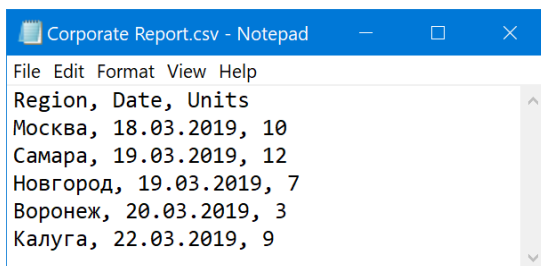 Corporate Report.csv - Notepad
File Edit Format View Help
Region, Date, Units
Москва, 18.03.2019, 10
Самара, 19.03.2019, 12
Новгород, 19.03.2019, 7
Воронеж, 20.03.2019, 3
Калуга, 22.03.2019, 9